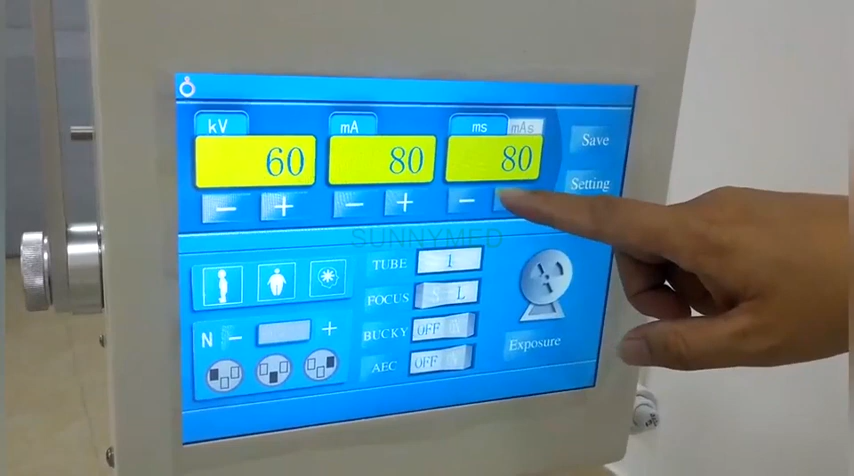 kV mA ms mAs
60 80 80
Save
Setting
SUNNYMED
TUBE 1
FOCUS L
BUCKY OFF
N
AEC OFF
Exposure